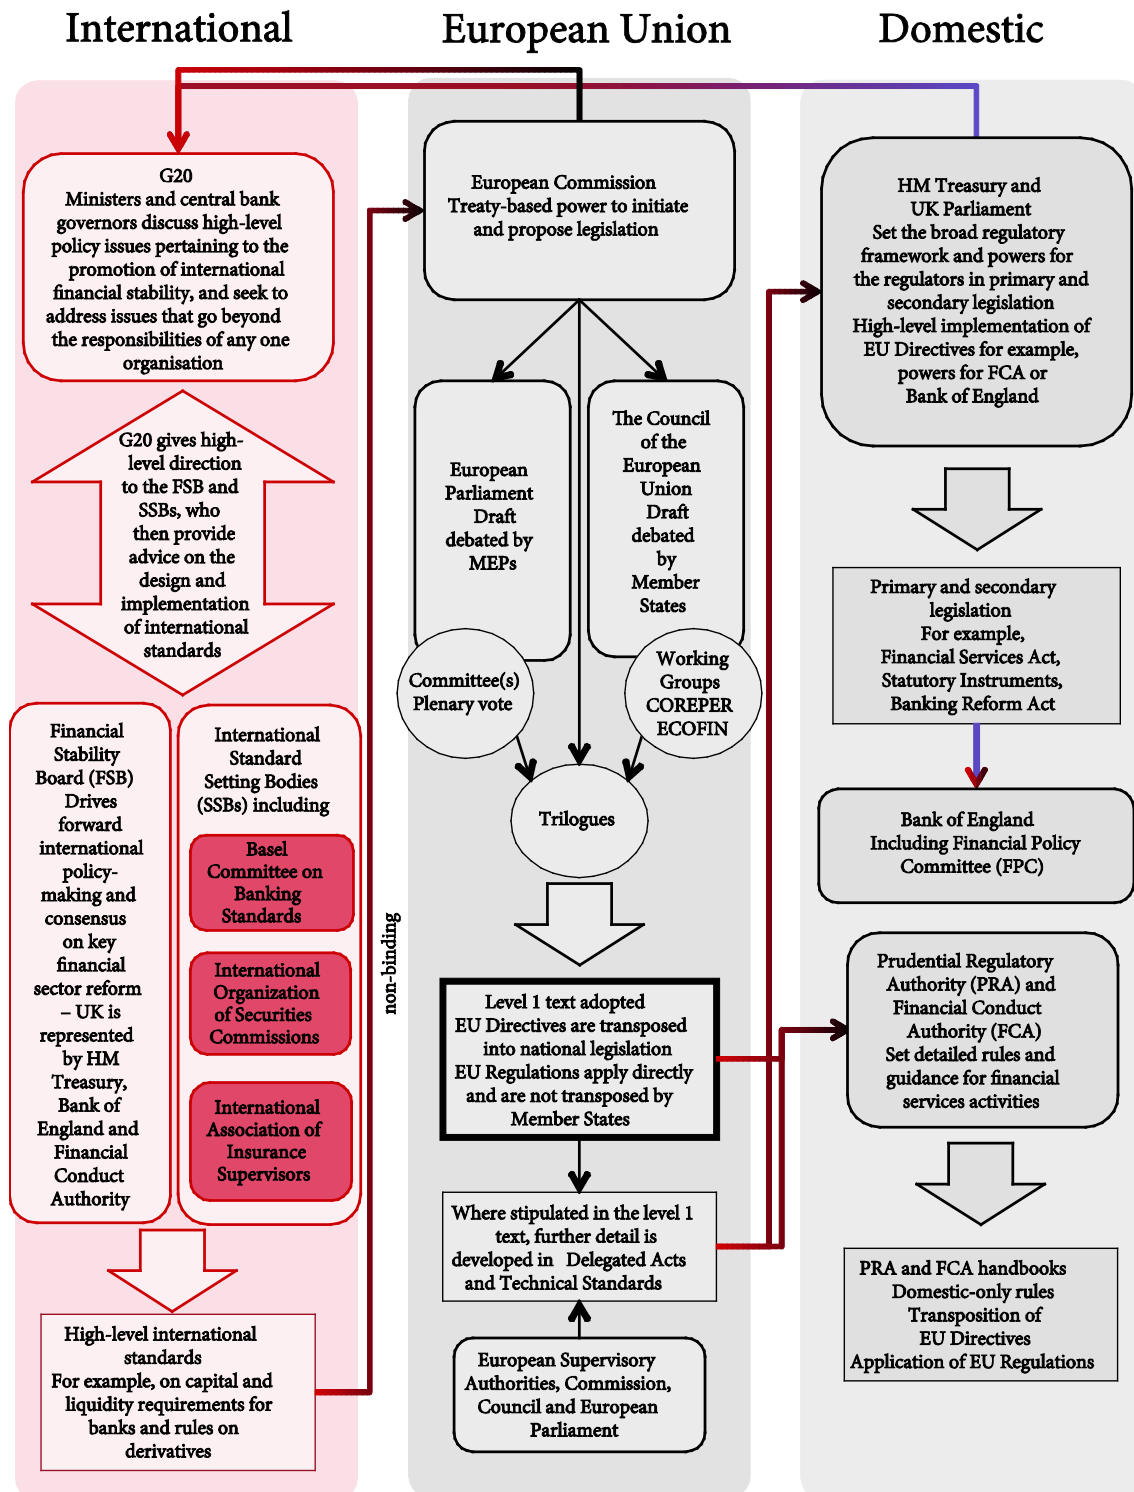 International
European Union
Domestic
G20
Ministers and central bank
governors discuss high-level
policy issues pertaining to the
promotion of international
financial stability, and seek to
address issues that go beyond
the responsibilities of any one
organisation
G20 gives high-
level direction
to the FSB and
SSBs, who
then provide
advice on the
design and
implementation
of international
standards
Financial
Stability
Board (FSB)
Drives
forward
international
policy-
making and
consensus
on key
financial
sector reform
– UK is
represented
by HM
Treasury,
Bank of
England and
Financial
Conduct
Authority
International
Standard
Setting Bodies
(SSBs) including
Basel
Committee on
Banking
Standards
International
Organization
of Securities
Commissions
International
Association of
Insurance
Supervisors
High-level international
standards
For example, on capital and
liquidity requirements for
banks and rules on
derivatives
non-binding
European Commission
Treaty-based power to initiate
and propose legislation
European
Parliament
Draft
debated by
MEPs
The Council
of the
European
Union
Draft
debated
by
Member
States
Committee(s)
Plenary vote
Working
Groups
COREPER
ECOFIN
Trilogues
Level 1 text adopted
EU Directives are transposed
into national legislation
EU Regulations apply directly
and are not transposed by
Member States
Where stipulated in the level 1
text, further detail is
developed in Delegated Acts
and Technical Standards
European Supervisory
Authorities, Commission,
Council and European
Parliament
HM Treasury and
UK Parliament
Set the broad regulatory
framework and powers for
the regulators in primary and
secondary legislation
High-level implementation of
EU Directives for example,
powers for FCA or
Bank of England
Primary and secondary
legislation
For example,
Financial Services Act,
Statutory Instruments,
Banking Reform Act
Bank of England
Including Financial Policy
Committee (FPC)
Prudential Regulatory
Authority (PRA) and
Financial Conduct
Authority (FCA)
Set detailed rules and
guidance for financial
services activities
PRA and FCA handbooks
Domestic-only rules
Transposition of
EU Directives
Application of EU Regulations